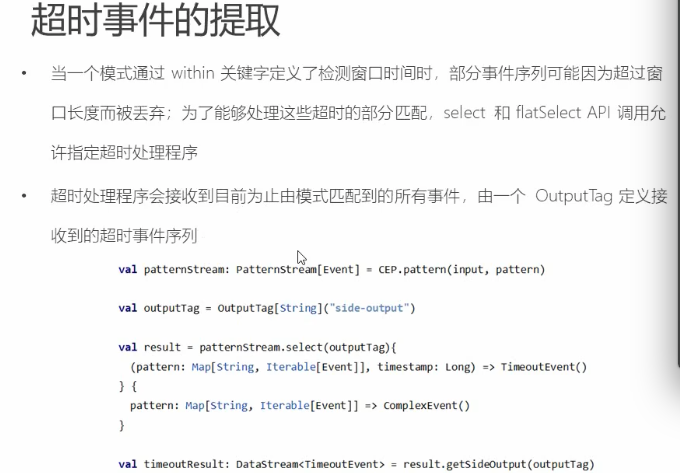 超时事件的提取
• 当一个模式通过 within 关键字定义了检测窗口时间时，部分事件序列可能因为超过窗
口长度而被丢弃；为了能够处理这些超时的部分匹配，select 和 flatSelect API 调用允
许指定超时处理程序
• 超时处理程序会接收到目前为止由模式匹配到的所有事件，由一个 OutputTag 定义接
收到的超时事件序列
val patternStream: PatternStream[Event] = CEP.pattern(input, pattern)
val outputTag = OutputTag[String]("side-output")
val result = patternStream.select(outputTag){
(pattern: Map[String, Iterable[Event]], timestamp: Long) => TimeoutEvent()
} {
pattern: Map[String, Iterable[Event]] => ComplexEvent()
}
val timeoutResult: DataStream<TimeoutEvent> = result.getSideOutput(outputTag)